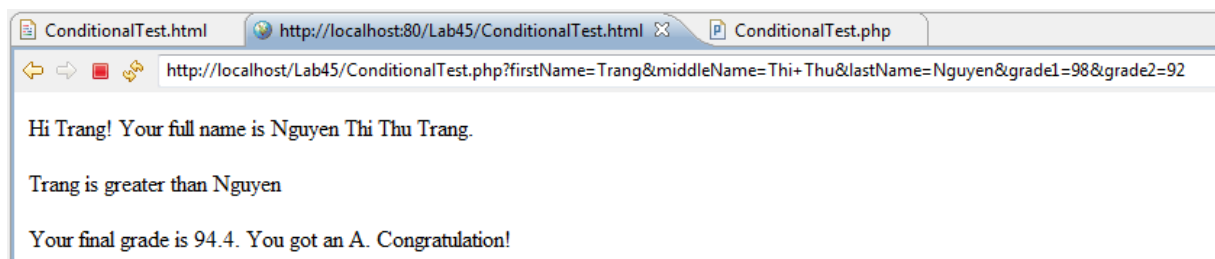 ConditionalTest.html http://localhost:80/Lab45/ConditionalTest.html ConditionalTest.php
http://localhost/Lab45/ConditionalTest.php?firstName=Trang&middleName=Thi+Thu&lastName=Nguyen&grade1=98&grade2=92
Hi Trang! Your full name is Nguyen Thi Thu Trang.
Trang is greater than Nguyen
Your final grade is 94.4. You got an A. Congratulation!